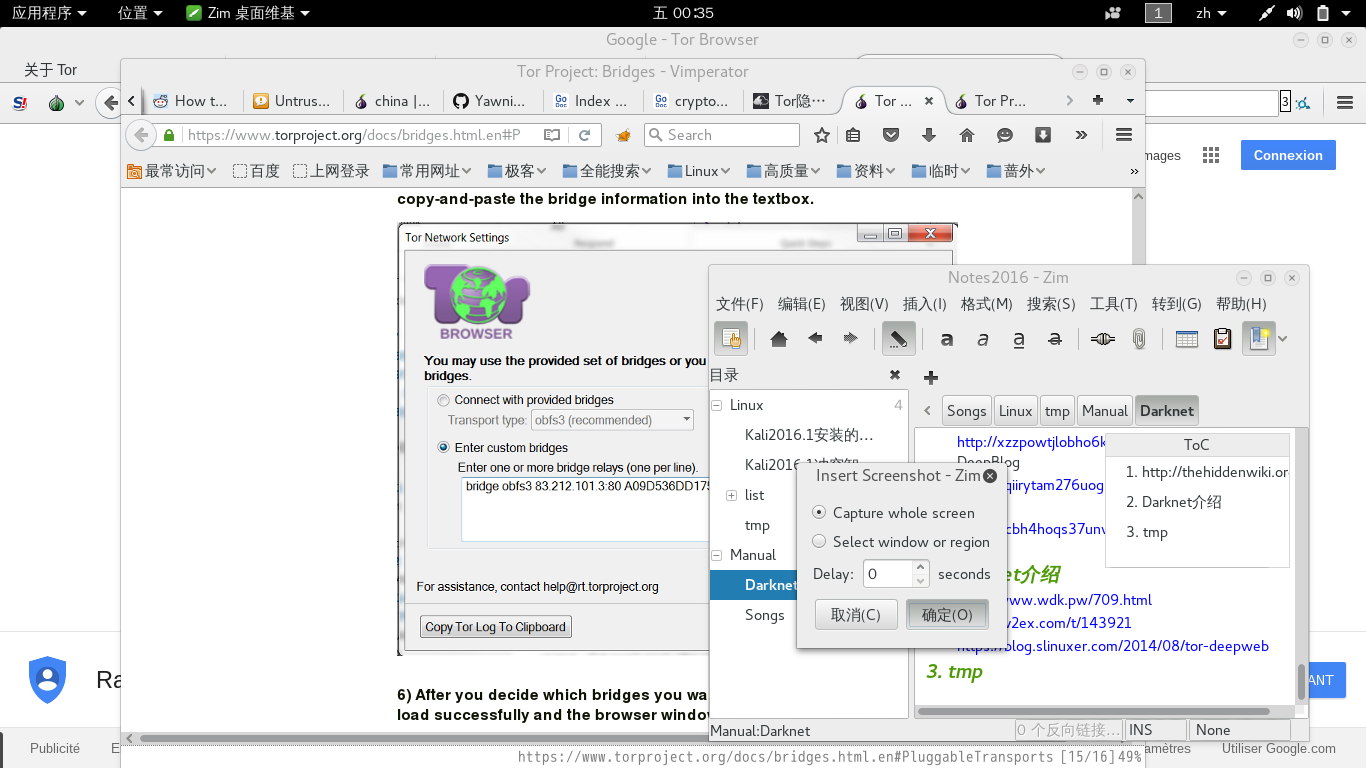 应用程序 位置 Zim 桌面维基 五 00:35 1 zh
Google - Tor Browser
关于 Tor
Tor Project: Bridges - Vimperator
How t... Untrus... china |... Yawni... Index ... crypto... Tor隐... Tor ... Tor Pr...
https://www.torproject.org/docs/bridges.html.en#P Search
最常访问 百度 上网登录 常用网址 极客 全能搜索 Linux 高质量 资料 临时 蔷外 »
3
mages Connexion
copy-and-paste the bridge information into the textbox.
Tor Network Settings
Tor
BROWSER
You may use the provided set of bridges or you
bridges.
Connect with provided bridges
Transport type: obfs3 (recommended)
Enter custom bridges
Enter one or more bridge relays (one per line).
bridge obfs3 83.212.101.3:80 A09D536DD175
For assistance, contact help@rt.torproject.org
Copy Tor Log To Clipboard
6) After you decide which bridges you wa
load successfully and the browser window
https://www.torproject.org/docs/bridges.html.en#PluggableTransports [15/16] 49%
Notes2016 - Zim
文件(F) 编辑(E) 视图(V) 插入(I) 格式(M) 搜索(S) 工具(T) 转到(G) 帮助(H)
a a a a
目录
Linux 4
Kali2016.1安装的...
list
tmp
Manual
Darknet
Songs
Songs Linux tmp Manual Darknet
http://xzzpowtjlobho6k
DeepBlog
qiirytam276uog
cbh4hoqs37unv
et介绍
www.wdk.pw/709.html
v2ex.com/t/143921
https://blog.slinuxer.com/2014/08/tor-deepweb
3. tmp
ToC
1. http://thehiddenwiki.or
2. Darknet介绍
3. tmp
Insert Screenshot - Zim
Capture whole screen
Select window or region
Delay: 0 seconds
取消(C) 确定(O)
Manual:Darknet 0 个反向链接... INS None
Ra
ANT
Publicité E
amètres Utiliser Google.com